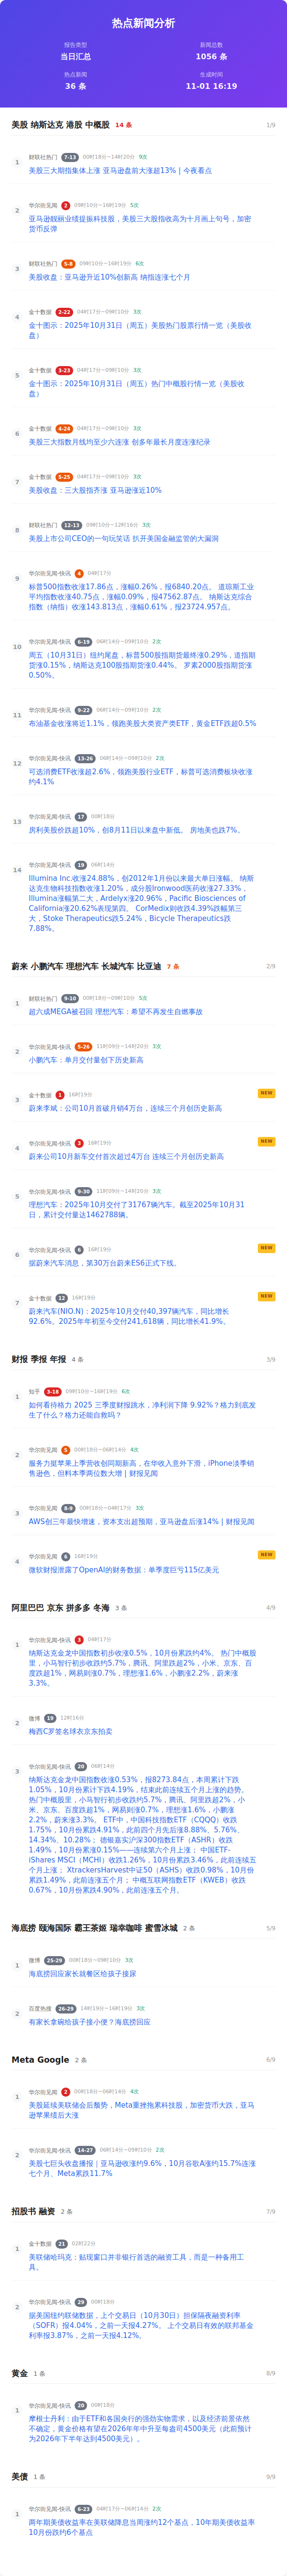 热点新闻分析
报告类型
新闻总数
当日汇总
1056 条
热点新闻
生成时间
36 条
11-01 16:19
美股 纳斯达克 港股 中概股 14 条 1/9
1
财联社热门 7-13 00时18分~14时20分 9次
美股三大期指集体上涨 亚马逊盘前大涨超13% | 今夜看点
2
华尔街见闻 2 09时10分~16时19分 5次
亚马逊靓丽业绩提振科技股，美股三大股指收高为十月画上句号，加密
货币反弹
3
财联社热门 5-8 09时10分~16时19分 6次
美股收盘：亚马逊升近10%创新高 纳指连涨七个月
4
金十数据 2-22 04时17分~09时10分 3次
金十图示：2025年10月31日（周五）美股热门股票行情一览（美股收
盘）
5
金十数据 3-23 04时17分~09时10分 3次
金十图示：2025年10月31日（周五）热门中概股行情一览（美股收
盘）
6
金十数据 4-24 04时17分~09时10分 3次
美股三大指数月线均至少六连涨 创多年最长月度连涨纪录
7
金十数据 5-25 04时17分~09时10分 3次
美股收盘：三大股指齐涨 亚马逊涨近10%
8
财联社热门 12-13 09时10分~12时16分 3次
美股上市公司CEO的一句玩笑话 扒开美国金融监管的大漏洞
9
华尔街见闻-快讯 4 04时17分
标普500指数收涨17.86点，涨幅0.26%，报6840.20点。 道琼斯工业
平均指数收涨40.75点，涨幅0.09%，报47562.87点。 纳斯达克综合
指数（纳指）收涨143.813点，涨幅0.61%，报23724.957点。
10
华尔街见闻-快讯 6-19 06时14分~09时10分 2次
周五（10月31日）纽约尾盘，标普500股指期货最终涨0.29%，道指期
货涨0.15%，纳斯达克100股指期货涨0.44%。 罗素2000股指期货涨
0.50%。
11
华尔街见闻-快讯 9-22 06时14分~09时10分 2次
布油基金收涨将近1.1%，领跑美股大类资产类ETF，黄金ETF跌超0.5%
12
华尔街见闻-快讯 13-26 06时14分~09时10分 2次
可选消费ETF收涨超2.6%，领跑美股行业ETF，标普可选消费板块收涨
约4.1%
13
华尔街见闻-快讯 17 00时18分
房利美股价跌超10%，创8月11日以来盘中新低。 房地美也跌7%。
14
华尔街见闻-快讯 19 06时14分
Illumina Inc.收涨24.88%，创2012年1月份以来最大单日涨幅。 纳斯
达克生物科技指数收涨1.20%，成分股Ironwood医药收涨27.33%，
Illumina涨幅第二大，Ardelyx涨20.96%，Pacific Biosciences of
California涨20.62%表现第四。 CorMedix则收跌4.39%跌幅第三
大，Stoke Therapeutics跌5.24%，Bicycle Therapeutics跌
7.88%。
蔚来 小鹏汽车 理想汽车 长城汽车 比亚迪 7 条 2/9
1
财联社热门 9-10 00时18分~09时10分 5次
超六成MEGA被召回 理想汽车：希望不再发生自燃事故
2
华尔街见闻-快讯 5-26 11时09分~14时20分 3次
小鹏汽车：单月交付量创下历史新高
3
金十数据 1 16时19分 NEW
蔚来李斌：公司10月首破月销4万台，连续三个月创历史新高
4
华尔街见闻-快讯 3 16时19分 NEW
蔚来公司10月新车交付首次超过4万台 连续三个月创历史新高
5
华尔街见闻-快讯 9-30 11时09分~14时20分 3次
理想汽车：2025年10月交付了31767辆汽车。截至2025年10月31
日，累计交付量达1462788辆。
6
华尔街见闻-快讯 6 16时19分 NEW
据蔚来汽车消息，第30万台蔚来ES6正式下线。
7
金十数据 12 16时19分 NEW
蔚来汽车(NIO.N)：2025年10月交付40,397辆汽车，同比增长
92.6%。2025年年初至今交付241,618辆，同比增长41.9%。
财报 季报 年报 4 条 3/9
1
知乎 3-18 09时10分~16时19分 6次
如何看待格力 2025 三季度财报跳水，净利润下降 9.92%？格力到底发
生了什么？格力还能自救吗？
2
华尔街见闻 5 00时18分~06时14分 4次
服务力挺苹果上季营收创同期新高，在华收入意外下滑，iPhone淡季销
售逊色，但料本季两位数大增 | 财报见闻
3
华尔街见闻 8-9 00时18分~04时17分 3次
AWS创三年最快增速，资本支出超预期，亚马逊盘后涨14% | 财报见闻
4
华尔街见闻 6 16时19分 NEW
微软财报泄露了OpenAI的财务数据：单季度巨亏115亿美元
阿里巴巴 京东 拼多多 冬海 3 条 4/9
1
华尔街见闻-快讯 3 04时17分
纳斯达克金龙中国指数初步收涨0.5%，10月份累跌约4%。 热门中概股
里，小马智行初步收跌约5.7%，腾讯、阿里跌超2%，小米、京东、百
度跌超1%，网易则涨0.7%，理想涨1.6%，小鹏涨2.2%，蔚来涨
3.3%。
2
微博 19 12时16分
梅西C罗签名球衣京东拍卖
3
华尔街见闻-快讯 20 06时14分
纳斯达克金龙中国指数收涨0.53%，报8273.84点，本周累计下跌
1.05%，10月份累计下跌4.19%，结束此前连续五个月上涨的趋势。
热门中概股里，小马智行初步收跌约5.7%，腾讯、阿里跌超2%，小
米、京东、百度跌超1%，网易则涨0.7%，理想涨1.6%，小鹏涨
2.2%，蔚来涨3.3%。 ETF中，中国科技指数ETF（CQQQ）收跌
1.75%，10月份累跌4.91%，此前四个月先后涨8.88%、5.76%、
14.34%、10.28%； 德银嘉实沪深300指数ETF（ASHR）收跌
1.49%，10月份累涨0.15%——连续第六个月上涨； 中国ETF-
iShares MSCI（MCHI）收跌1.26%，10月份累跌3.46%，此前连续五
个月上涨； XtrackersHarvest中证50（ASHS）收跌0.98%，10月份
累跌1.49%，此前连涨五个月； 中概互联网指数ETF（KWEB）收跌
0.67%，10月份累跌4.90%，此前连涨五个月。
海底捞 颐海国际 霸王茶姬 瑞幸咖啡 蜜雪冰城 2 条 5/9
1
微博 25-29 00时18分~09时10分 3次
海底捞回应家长就餐区给孩子接尿
2
百度热搜 26-29 14时19分~16时19分 3次
有家长拿碗给孩子接小便？海底捞回应
Meta Google 2 条 6/9
1
华尔街见闻 2 00时18分~06时14分 4次
美股延续美联储会后颓势，Meta重挫拖累科技股，加密货币大跌，亚马
逊苹果绩后大涨
2
华尔街见闻-快讯 14-27 06时14分~09时10分 2次
美股七巨头收盘播报｜亚马逊收涨约9.6%，10月谷歌A涨约15.7%连涨
七个月、Meta累跌11.7%
招股书 融资 2 条 7/9
1
金十数据 21 02时22分
美联储哈玛克：贴现窗口并非银行首选的融资工具，而是一种备用工
具。
2
华尔街见闻-快讯 29 00时18分
据美国纽约联储数据，上个交易日（10月30日）担保隔夜融资利率
（SOFR）报4.04%，之前一天报4.27%。 上个交易日有效的联邦基金
利率报3.87%，之前一天报4.12%。
黄金 1 条 8/9
1
华尔街见闻-快讯 20 00时18分
摩根士丹利：由于ETF和各国央行的强劲实物需求，以及经济前景依然
不确定，黄金价格有望在2026年年中升至每盎司4500美元（此前预计
为2026年下半年达到4500美元）。
美债 1 条 9/9
1
华尔街见闻-快讯 6-23 04时17分~06时14分 2次
两年期美债收益率在美联储降息当周涨约12个基点，10年期美债收益率
10月份跌约6个基点